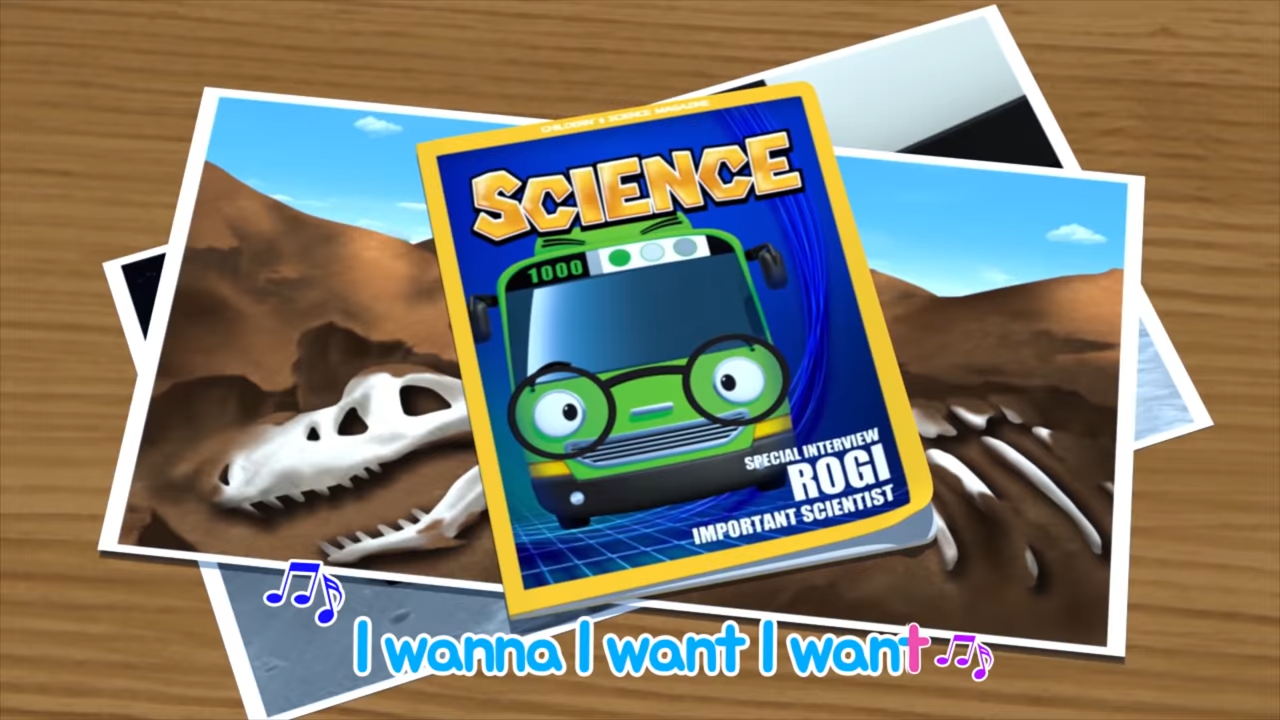 CHILDREN' S SCIENCE MAGAZINE
SCIENCE
1000
SPECIAL INTERVIEW
ROGI
IMPORTANT SCIENTIST
I wanna I want I want